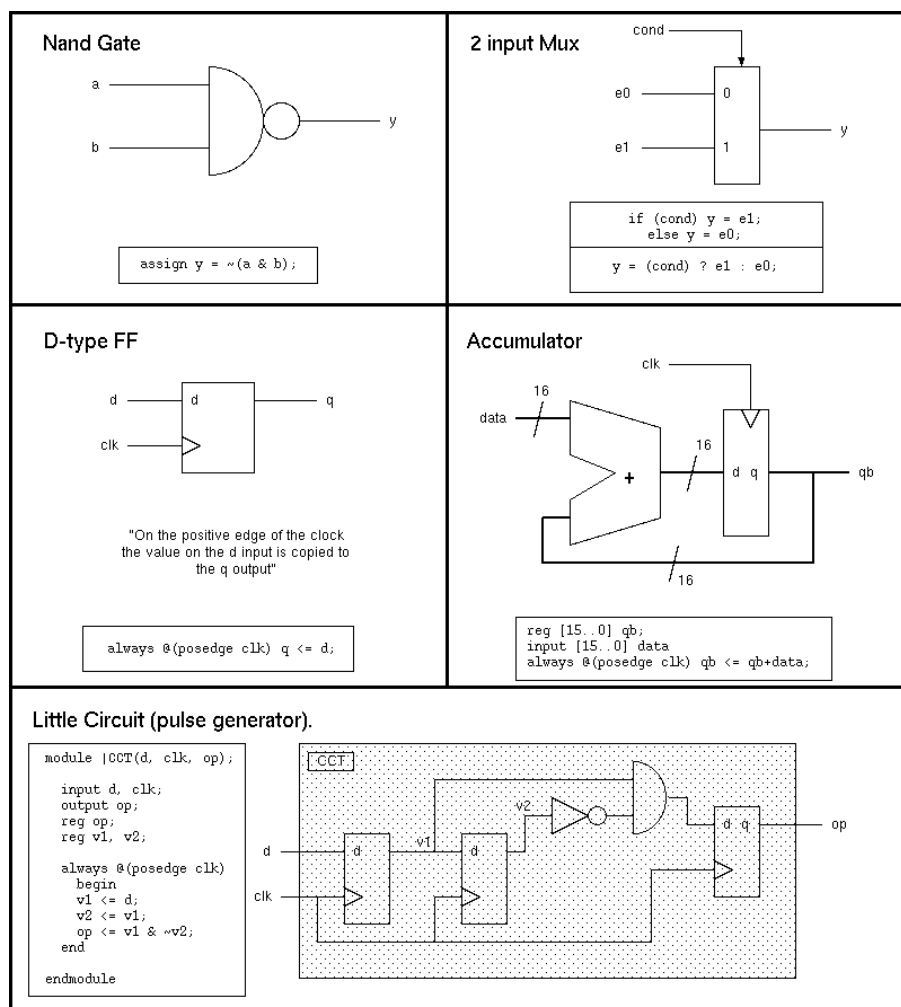 Nand Gate
a
b
y
assign y = ~(a & b);
2 input Mux
cond
e0
0
e1
1
y
if (cond) y = e1;
else y = e0;
y = (cond) ? e1 : e0;
D-type FF
d
d
q
clk
"On the positive edge of the clock
the value on the d input is copied to
the q output"
always @(posedge clk) q <= d;
Accumulator
clk
16
data
16
+
d q
qb
16
reg [15..0] qb;
input [15..0] data
always @(posedge clk) qb <= qb+data;
Little Circuit (pulse generator).
module |CCT(d, clk, op);
input d, clk;
output op;
reg op;
reg v1, v2;
always @(posedge clk)
begin
v1 <= d;
v2 <= v1;
op <= v1 & ~v2;
end
endmodule
CCT
d
d
v1
d
v2
d q
op
clk